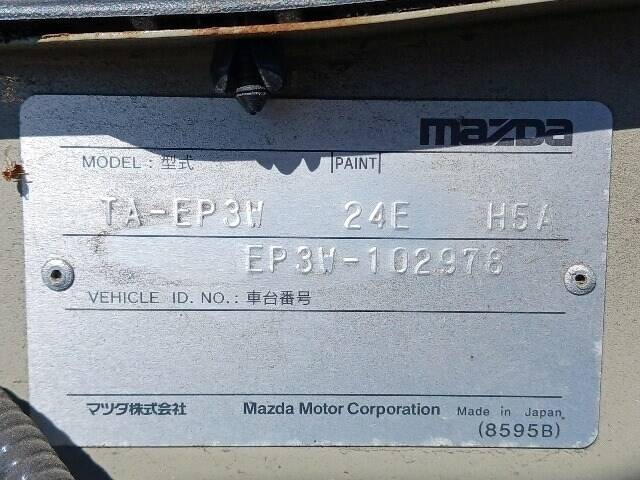 mazda
MODEL : 型式 PAINT
TA-EP3W 24E H5A
EP3W-102978
VEHICLE ID. NO. : 車台番号
マツダ株式会社 Mazda Motor Corporation Made in Japan
(8595B)